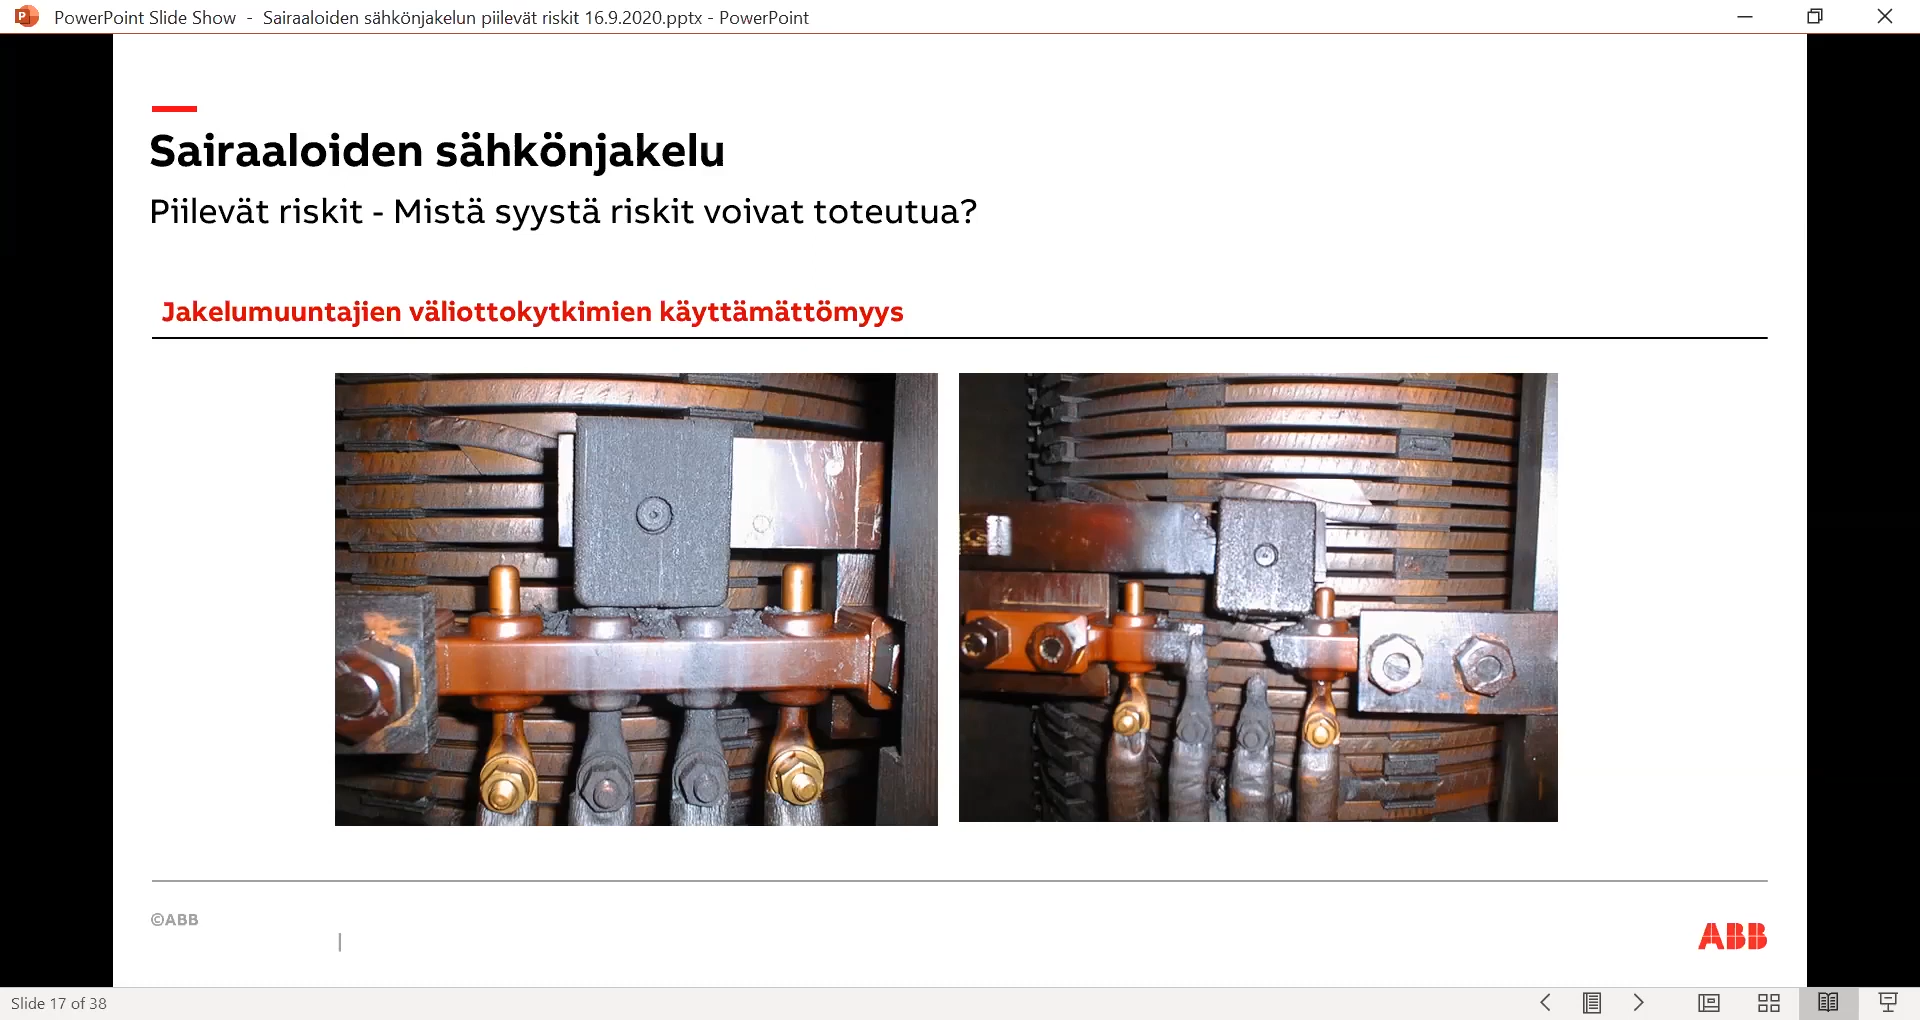 PowerPoint Slide Show - Sairaaloiden sähkönjakelun piilevät riskit 16.9.2020.pptx - PowerPoint
Sairaaloiden sähkönjakelu
Piilevät riskit - Mistä syystä riskit voivat toteutua?
Jakelumuuntajien väliottokytkimien käyttämättömyys
©ABB
|
ABB
Slide 17 of 38